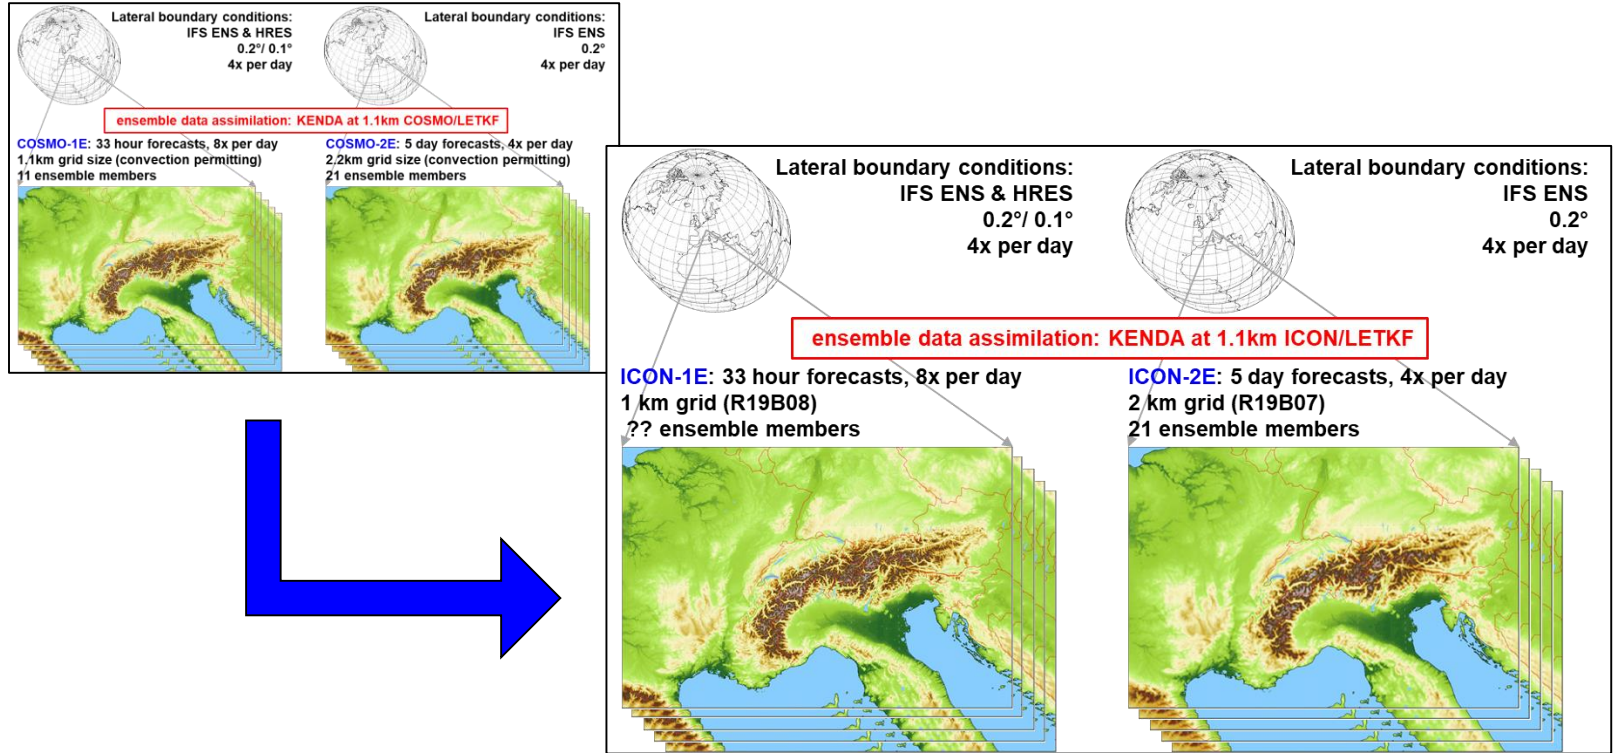 Lateral boundary conditions:
IFS ENS & HRES
0.2°/ 0.1°
4x per day
Lateral boundary conditions:
IFS ENS
0.2°
4x per day
ensemble data assimilation: KENDA at 1.1km COSMO/LETKF
COSMO-1E: 33 hour forecasts, 8x per day
1.1km grid size (convection permitting)
11 ensemble members
COSMO-2E: 5 day forecasts, 4x per day
2.2km grid size (convection permitting)
21 ensemble members
Lateral boundary conditions:
IFS ENS & HRES
0.2°/ 0.1°
4x per day
Lateral boundary conditions:
IFS ENS
0.2°
4x per day
ensemble data assimilation: KENDA at 1.1km ICON/LETKF
ICON-1E: 33 hour forecasts, 8x per day
1 km grid (R19B08)
?? ensemble members
ICON-2E: 5 day forecasts, 4x per day
2 km grid (R19B07)
21 ensemble members